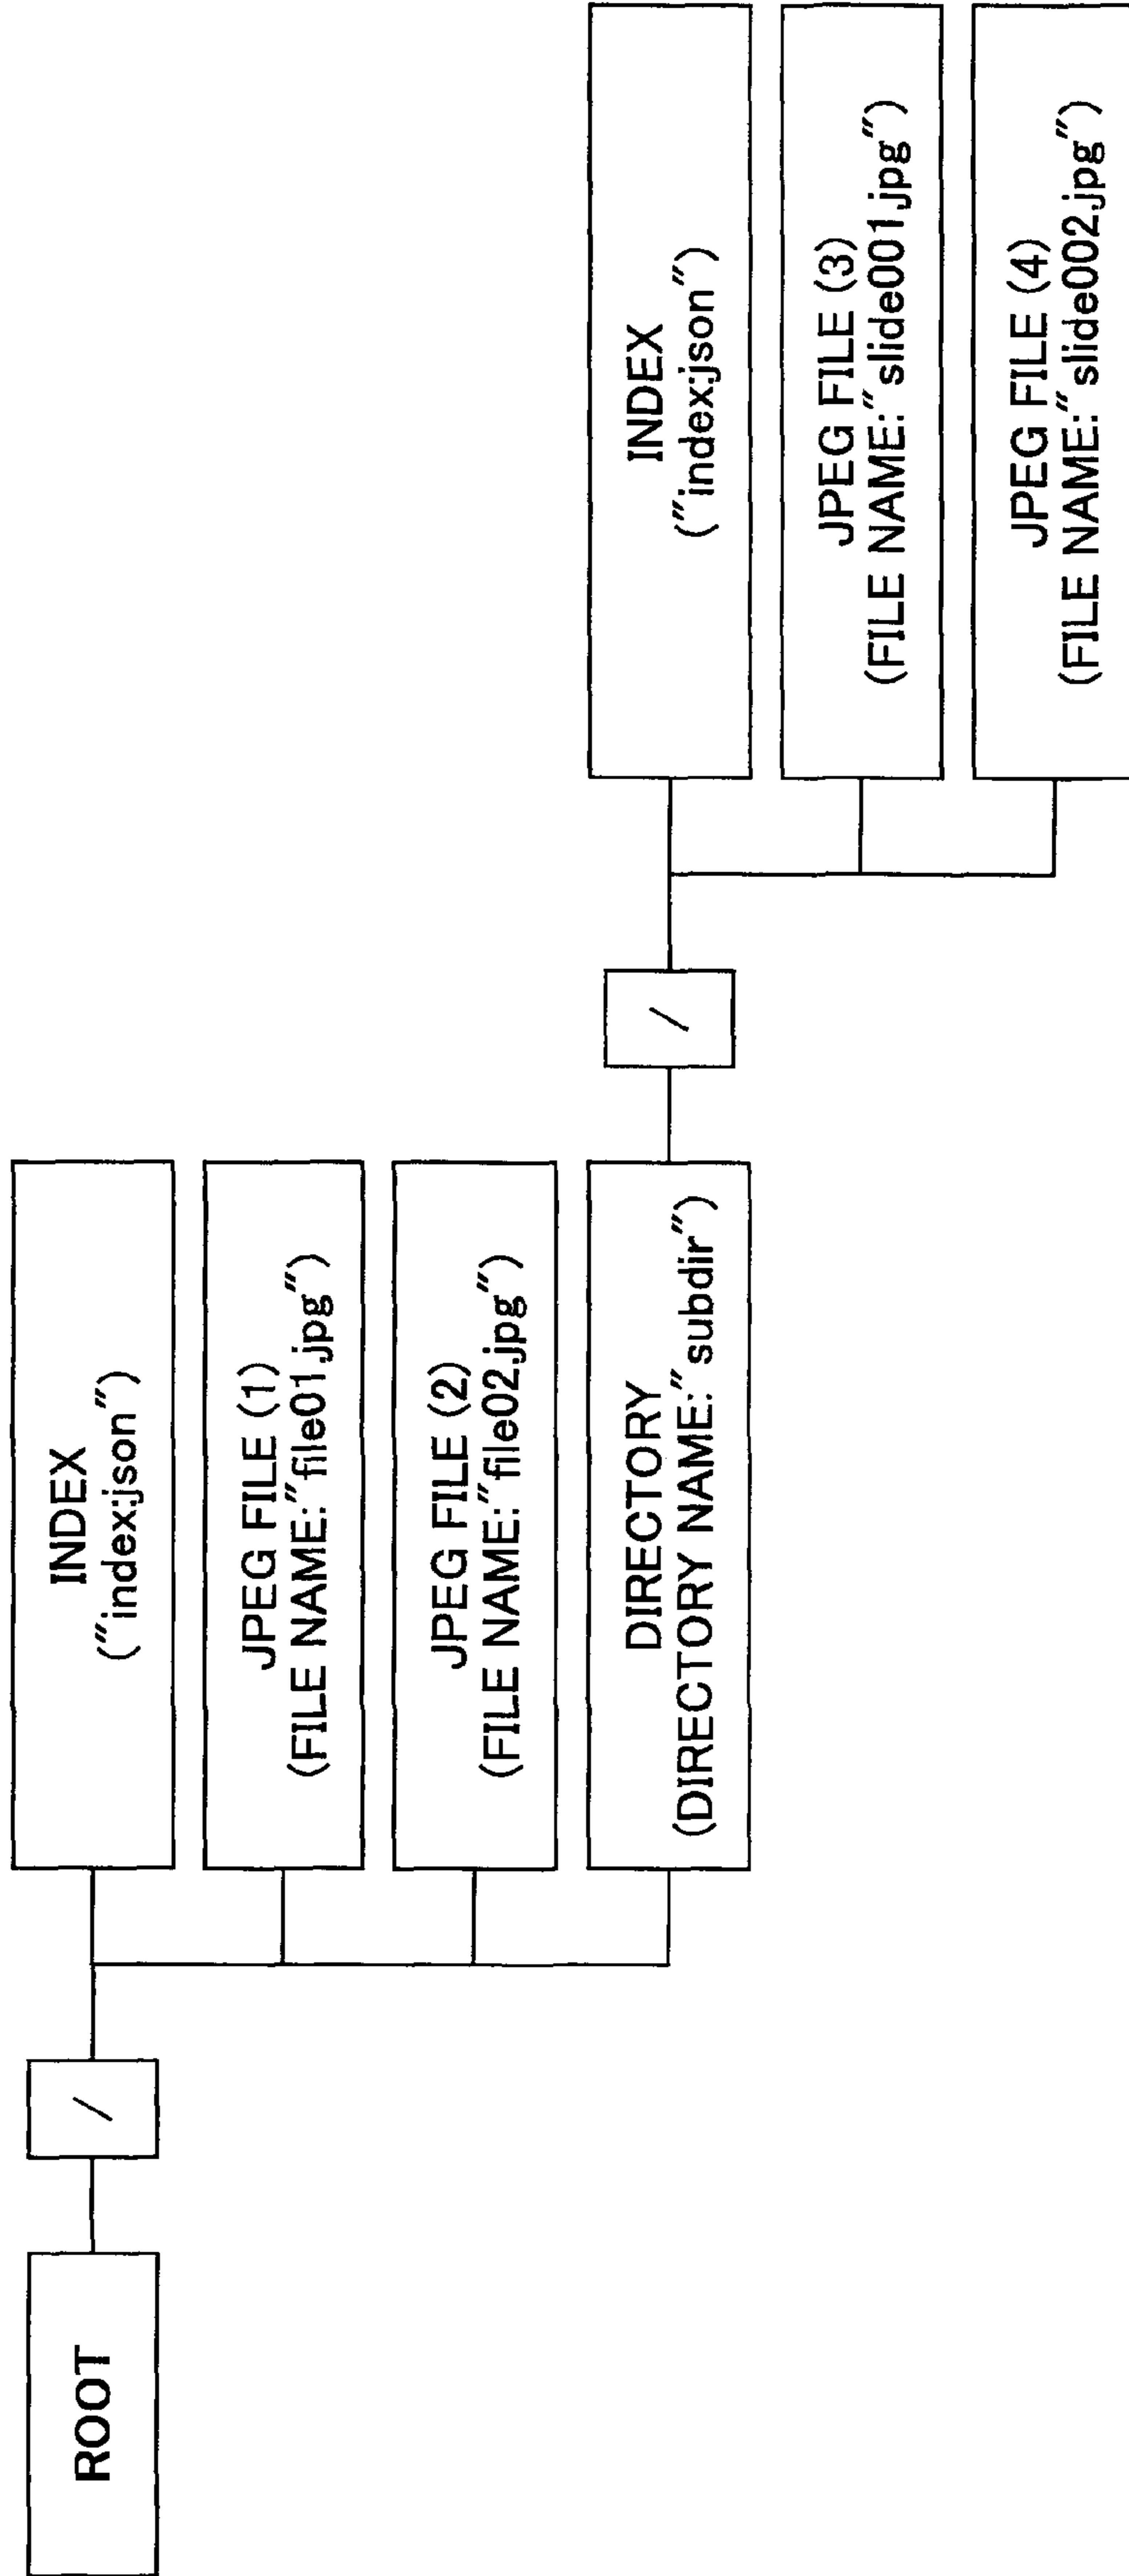 ROOT
/
INDEX
("index.json")
JPEG FILE (1)
(FILE NAME:"file01.jpg")
JPEG FILE (2)
(FILE NAME:"file02.jpg")
DIRECTORY
(DIRECTORY NAME:"subdir")
/
INDEX
("index.json")
JPEG FILE (3)
(FILE NAME:"slide001.jpg")
JPEG FILE (4)
(FILE NAME:"slide002.jpg")